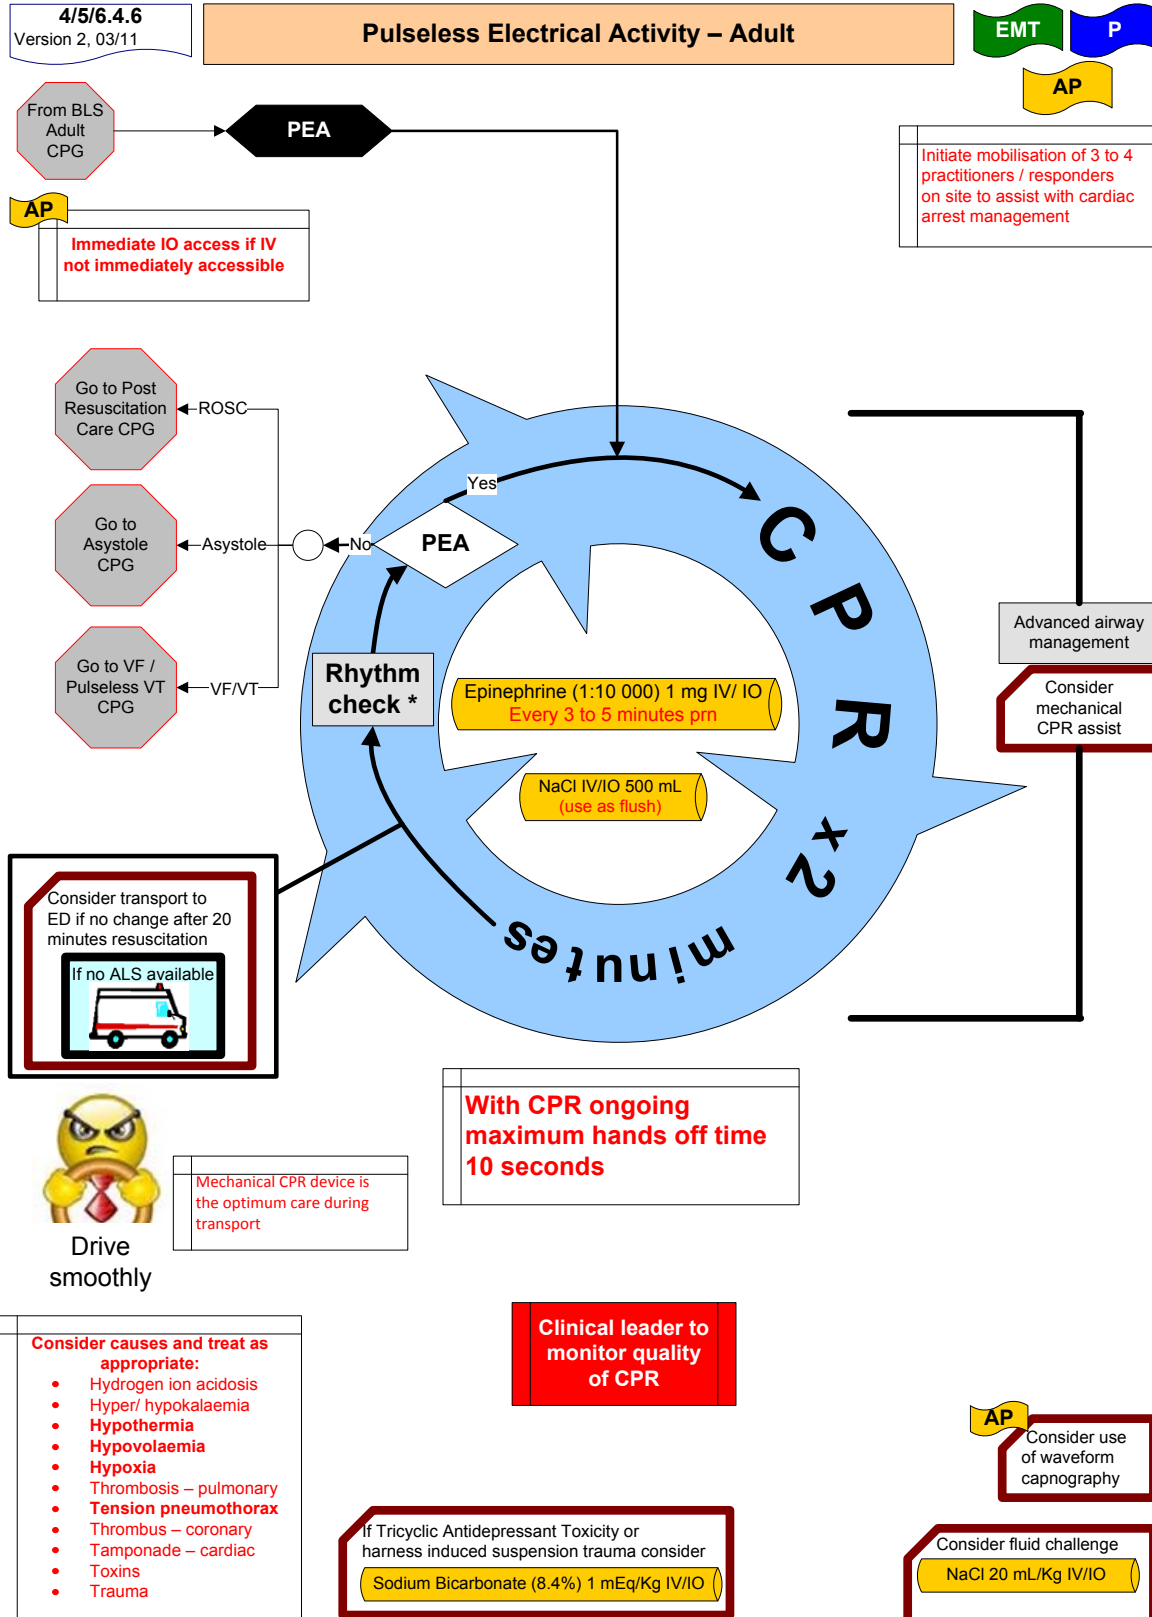 4/5/6.4.6
Version 2, 03/11
Pulseless Electrical Activity – Adult
EMT
P
AP
From BLS
Adult
CPG
PEA
Initiate mobilisation of 3 to 4
practitioners / responders
on site to assist with cardiac
arrest management
AP
Immediate IO access if IV
not immediately accessible
Go to Post
Resuscitation
Care CPG
ROSC
Go to
Asystole
CPG
Asystole
Go to VF /
Pulseless VT
CPG
VF/VT
No
PEA
Yes
Rhythm
check *
CPR x2 minutes
Epinephrine (1:10 000) 1 mg IV/ IO
Every 3 to 5 minutes prn
NaCl IV/IO 500 mL
(use as flush)
Advanced airway
management
Consider
mechanical
CPR assist
Consider transport to
ED if no change after 20
minutes resuscitation
If no ALS available
With CPR ongoing
maximum hands off time
10 seconds
Mechanical CPR device is
the optimum care during
transport
Drive
smoothly
Clinical leader to
monitor quality
of CPR
Consider causes and treat as
appropriate:
• Hydrogen ion acidosis
• Hyper/ hypokalaemia
• Hypothermia
• Hypovolaemia
• Hypoxia
• Thrombosis – pulmonary
• Tension pneumothorax
• Thrombus – coronary
• Tamponade – cardiac
• Toxins
• Trauma
If Tricyclic Antidepressant Toxicity or
harness induced suspension trauma consider
Sodium Bicarbonate (8.4%) 1 mEq/Kg IV/IO
AP
Consider use
of waveform
capnography
Consider fluid challenge
NaCl 20 mL/Kg IV/IO